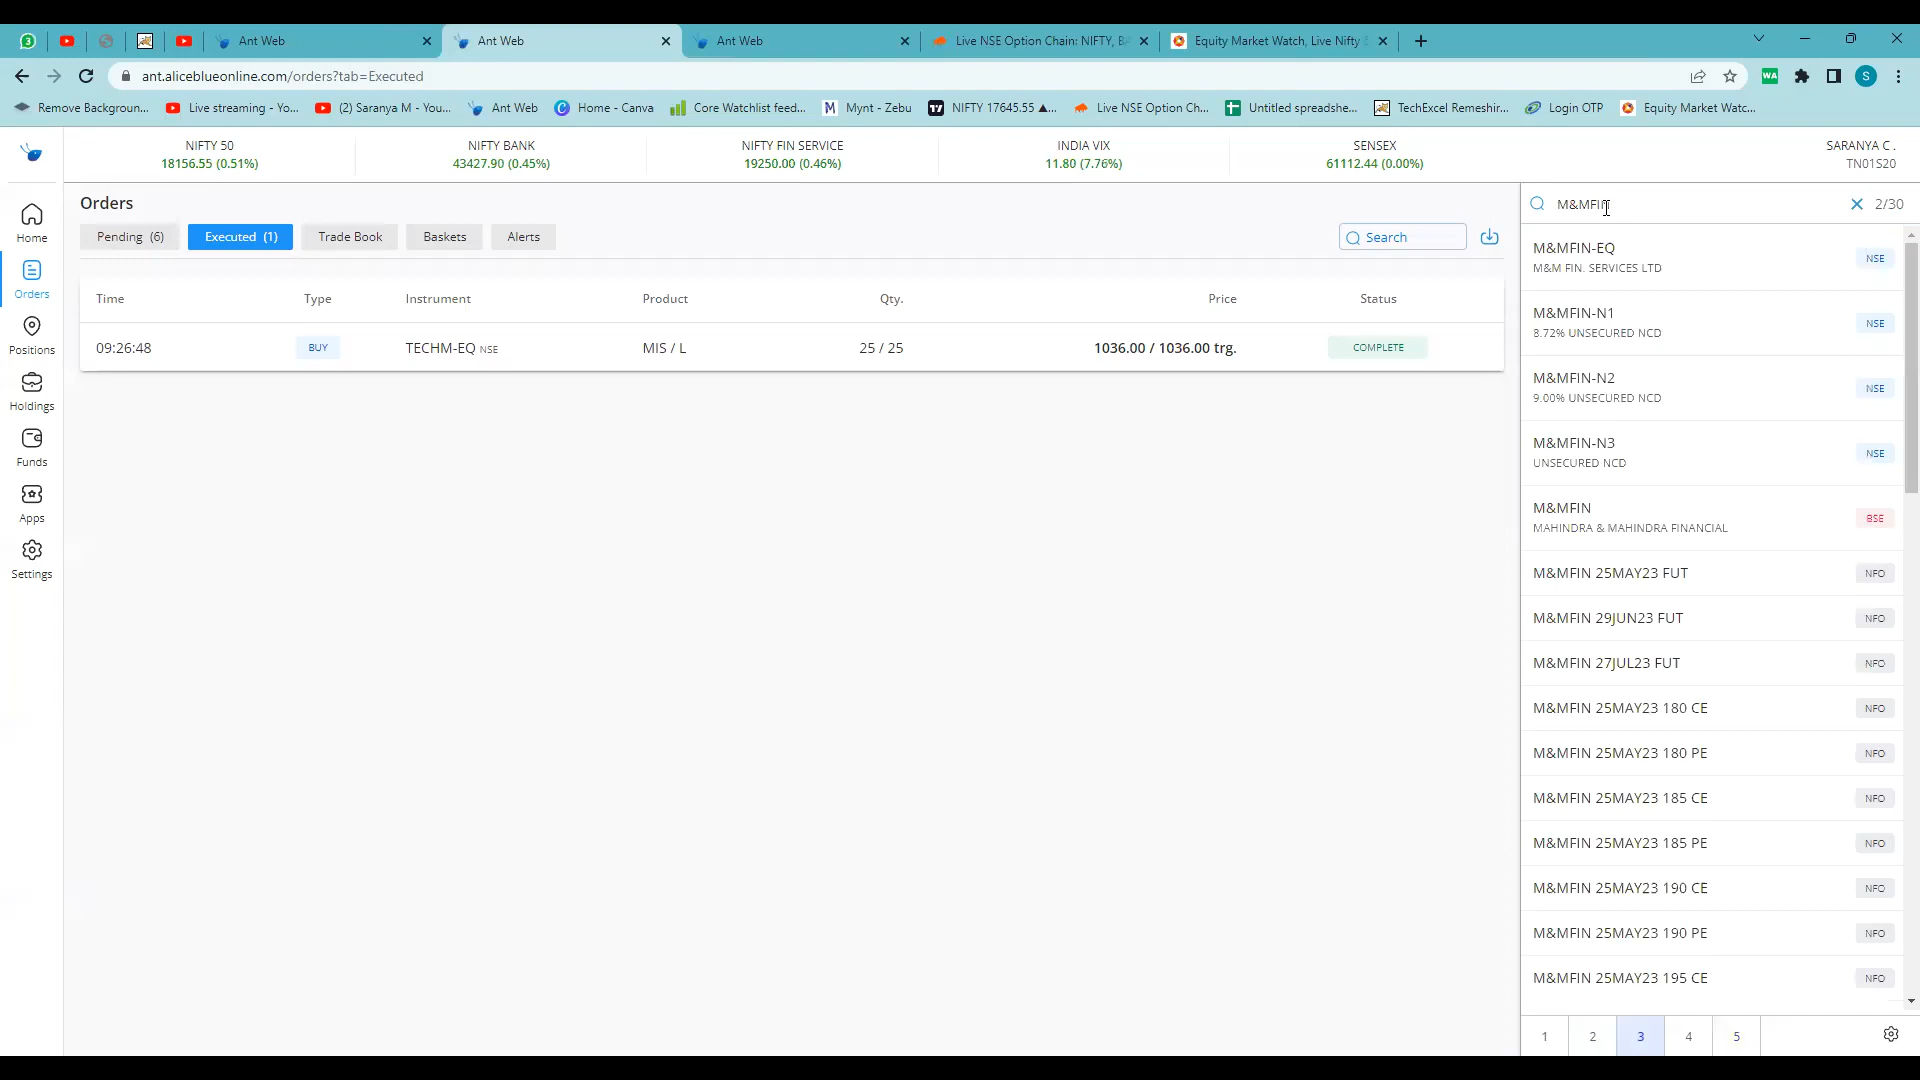 3
Ant Web
Ant Web
Ant Web
Live NSE Option Chain: NIFTY, B
Equity Market Watch, Live Nifty
ant.aliceblueonline.com/orders?tab=Executed
WA
S
Remove Backgroun...
Live streaming - Yo...
(2) Saranya M - You...
Ant Web
Home - Canva
Core Watchlist feed...
M Mynt - Zebu
NIFTY 17645.55 ▲...
Live NSE Option Ch...
Untitled spreadshe...
TechExcel Remeshir...
Login OTP
Equity Market Watc...
NIFTY 50
18156.55 (0.51%)
NIFTY BANK
43427.90 (0.45%)
NIFTY FIN SERVICE
19250.00 (0.46%)
INDIA VIX
11.80 (7.76%)
SENSEX
61112.44 (0.00%)
SARANYA C .
TN01S20
Home
Orders
Positions
Holdings
Funds
Apps
Settings
Orders
Pending (6)
Executed (1)
Trade Book
Baskets
Alerts
Search
Time Type Instrument Product Qty. Price Status
09:26:48 BUY TECHM-EQ NSE MIS / L 25 / 25 1036.00 / 1036.00 trg. COMPLETE
M&MFIN 2/30
M&MFIN-EQ
M&M FIN. SERVICES LTD
NSE
M&MFIN-N1
8.72% UNSECURED NCD
NSE
M&MFIN-N2
9.00% UNSECURED NCD
NSE
M&MFIN-N3
UNSECURED NCD
NSE
M&MFIN
MAHINDRA & MAHINDRA FINANCIAL
BSE
M&MFIN 25MAY23 FUT NFO
M&MFIN 29JUN23 FUT NFO
M&MFIN 27JUL23 FUT NFO
M&MFIN 25MAY23 180 CE NFO
M&MFIN 25MAY23 180 PE NFO
M&MFIN 25MAY23 185 CE NFO
M&MFIN 25MAY23 185 PE NFO
M&MFIN 25MAY23 190 CE NFO
M&MFIN 25MAY23 190 PE NFO
M&MFIN 25MAY23 195 CE NFO
1 2 3 4 5